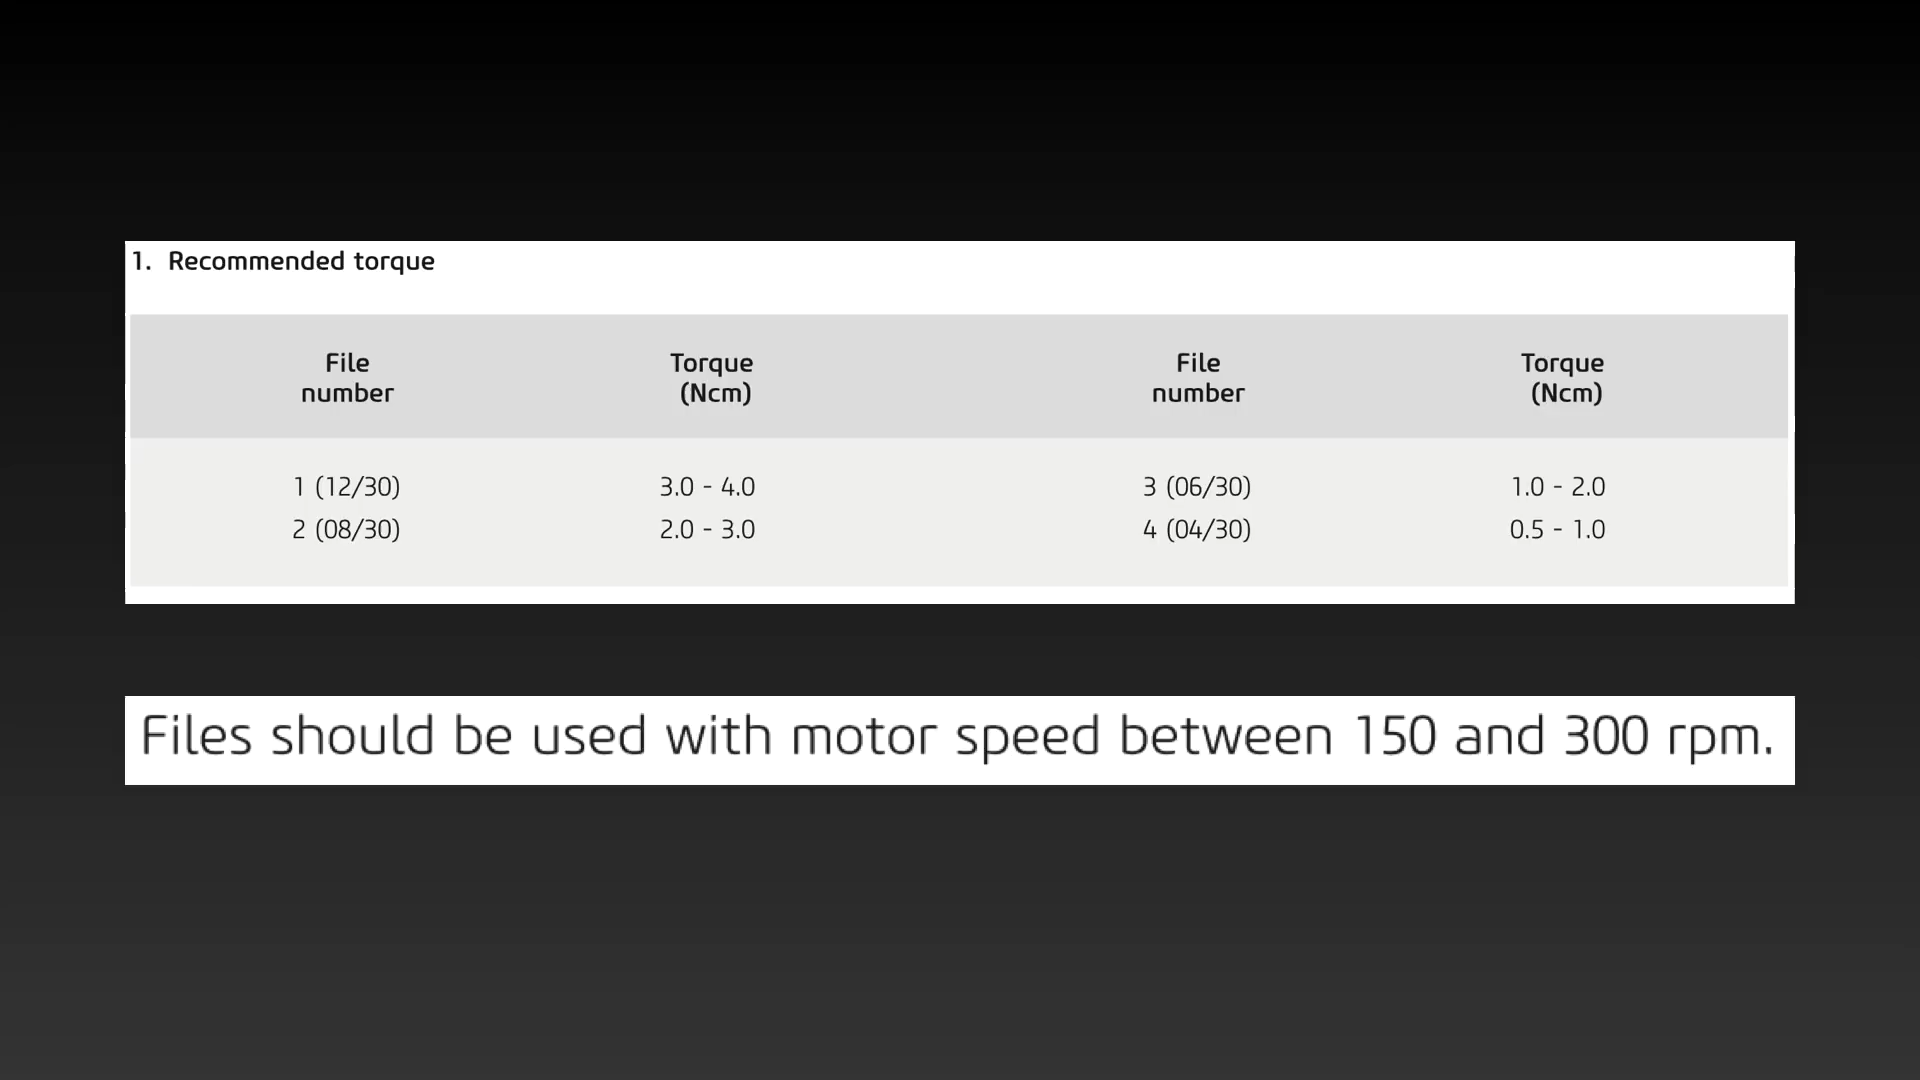 1. Recommended torque
File number Torque (Ncm) File number Torque (Ncm)
1 (12/30) 3.0 - 4.0 3 (06/30) 1.0 - 2.0
2 (08/30) 2.0 - 3.0 4 (04/30) 0.5 - 1.0
Files should be used with motor speed between 150 and 300 rpm.